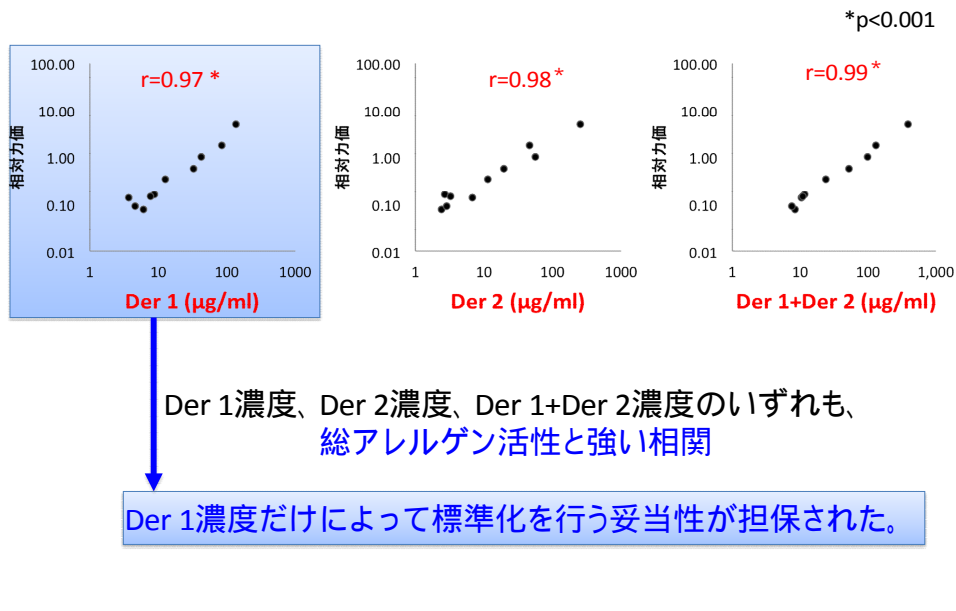 *p<0.001
r=0.97 *
100.00
10.00
1.00
0.10
0.01
相対力価
1 10 100 1000
Der 1 (μg/ml)
r=0.98*
100.00
10.00
1.00
0.10
0.01
相対力価
1 10 100 1000
Der 2 (μg/ml)
r=0.99*
100.00
10.00
1.00
0.10
0.01
相対力価
1 10 100 1,000
Der 1+Der 2 (μg/ml)
Der 1濃度、Der 2濃度、Der 1+Der 2濃度のいずれも、
総アレルゲン活性と強い相関
Der 1濃度だけによって標準化を行う妥当性が担保された。